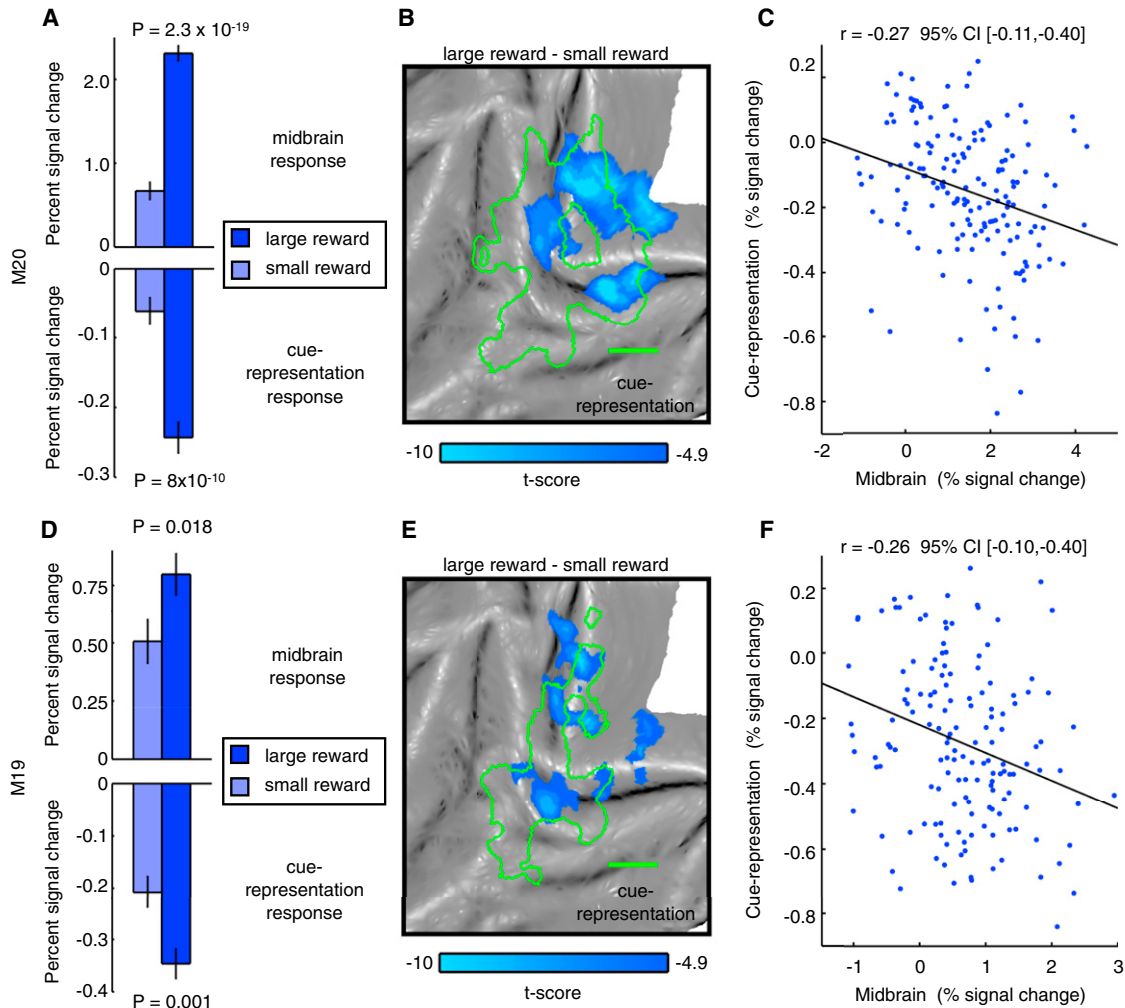 A
P = 2.3 x 10-19
Percent signal change
2.0
1.0
0
midbrain
response
M20
large reward
small reward
Percent signal change
0
-0.1
-0.2
-0.3
cue-
representation
response
P = 8x10-10
B
large reward - small reward
cue-
representation
-10
-4.9
t-score
C
r = -0.27 95% CI [-0.11,-0.40]
Cue-representation (% signal change)
0.2
0.0
-0.2
-0.4
-0.6
-0.8
-2
0
2
4
Midbrain (% signal change)
D
P = 0.018
Percent signal change
0.75
0.50
0.25
0
midbrain
response
M19
large reward
small reward
Percent signal change
0
-0.1
-0.2
-0.3
-0.4
cue-
representation
response
P = 0.001
E
large reward - small reward
cue-
representation
-10
-4.9
t-score
F
r = -0.26 95% CI [-0.10,-0.40]
Cue-representation (% signal change)
0.2
0.0
-0.2
-0.4
-0.6
-0.8
-1
0
1
2
3
Midbrain (% signal change)